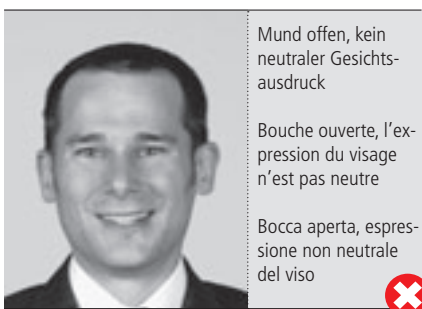 Mund offen, kein
neutraler Gesichts-
ausdruck
Bouche ouverte, l'ex-
pression du visage
n'est pas neutre
Bocca aperta, espres-
sione non neutrale
del viso